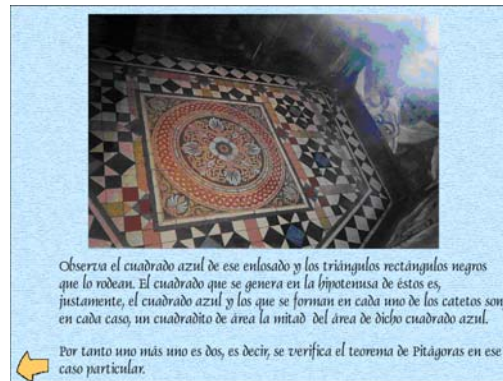 Observa el cuadrado azul de ese enlosado y los triángulos rectángulos negros
que lo rodean. El cuadrado que se genera en la hipotenusa de éstos es,
justamente, el cuadrado azul y los que se forman en cada uno de los catetos son,
en cada caso, un cuadradito de área la mitad del área de dicho cuadrado azul.
Por tanto uno más uno es dos, es decir, se verifica el teorema de Pitágoras en ese
caso particular.